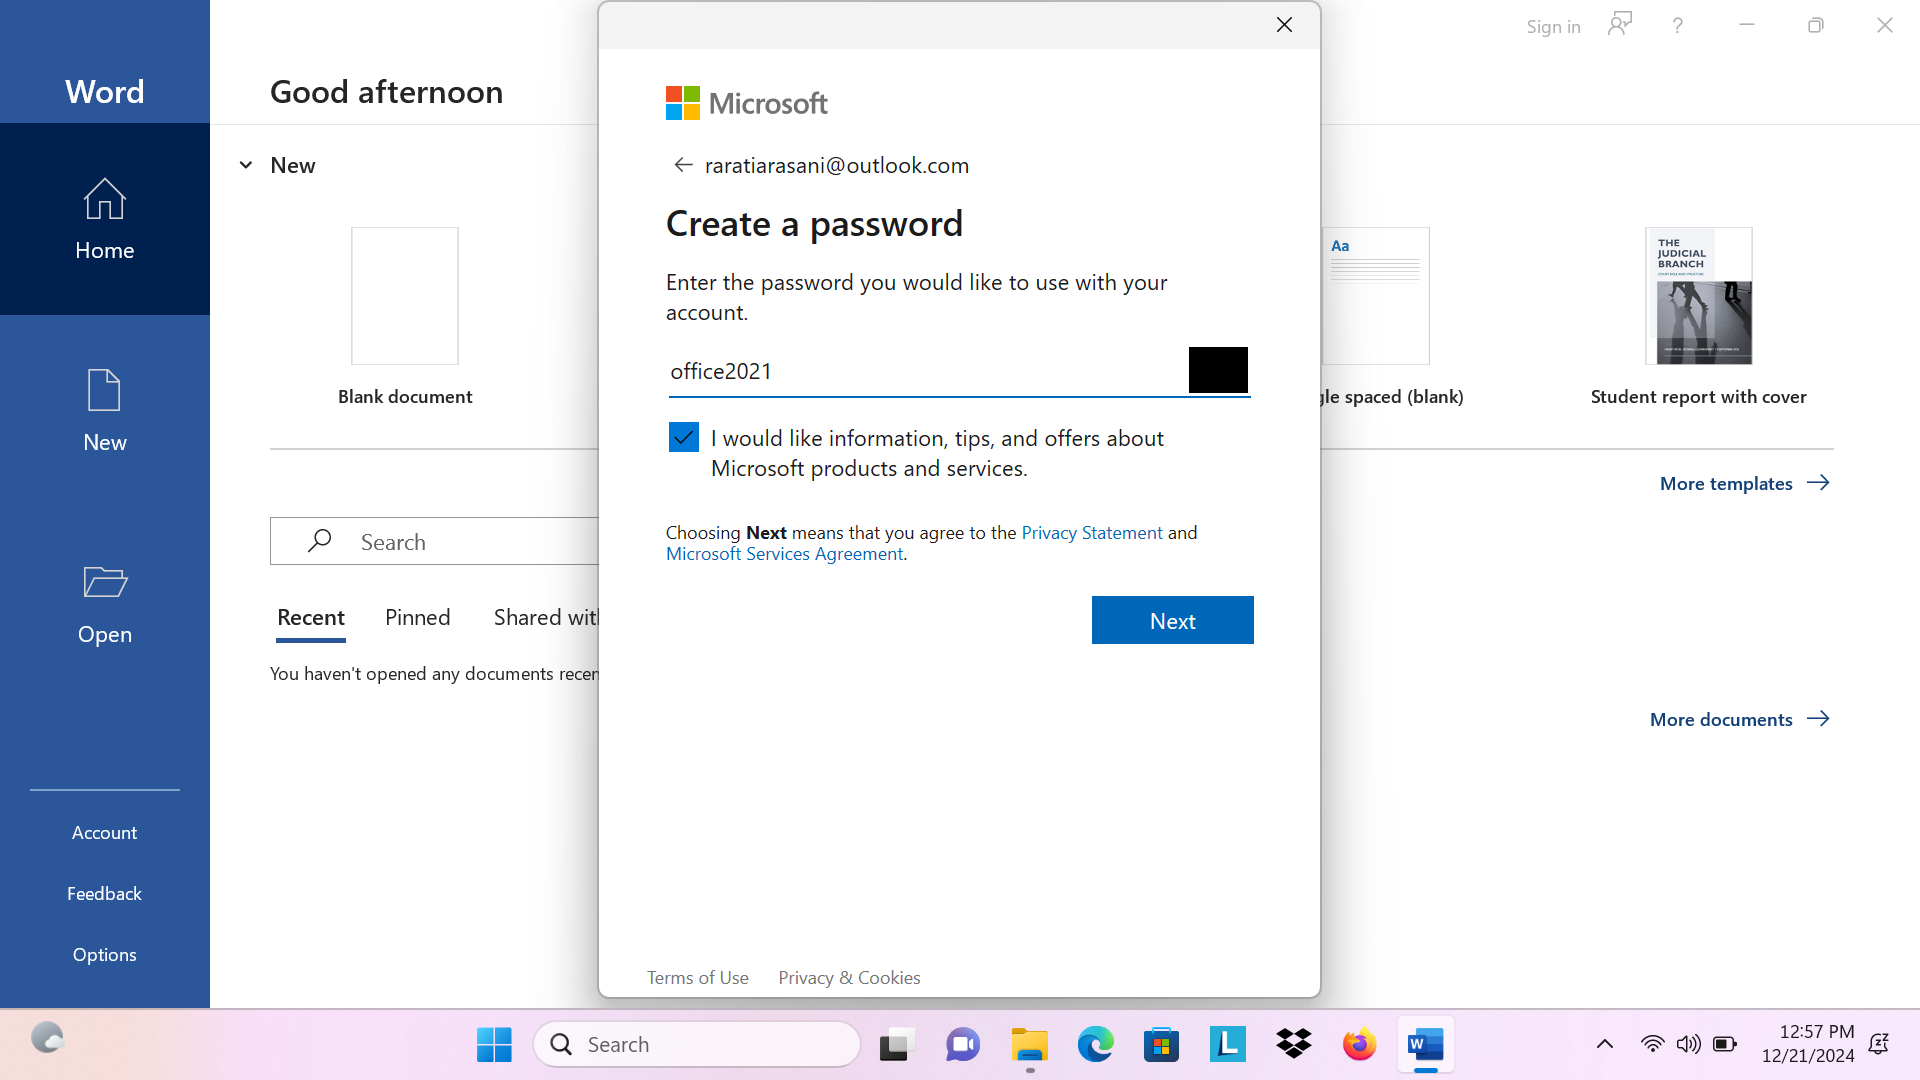 Word
Home
New
Open
Account
Feedback
Options
Good afternoon
Sign in
?
New
Blank document
Aa
gle spaced (blank)
THE
JUDICIAL
BRANCH
Student report with cover
More templates
Search
Recent Pinned Shared wit
You haven't opened any documents recen
More documents
Microsoft
raratiarasani@outlook.com
Create a password
Enter the password you would like to use with your
account.
office2021
I would like information, tips, and offers about
Microsoft products and services.
Choosing Next means that you agree to the Privacy Statement and
Microsoft Services Agreement.
Next
Terms of Use Privacy & Cookies
Search
L
W
12:57 PM
12/21/2024